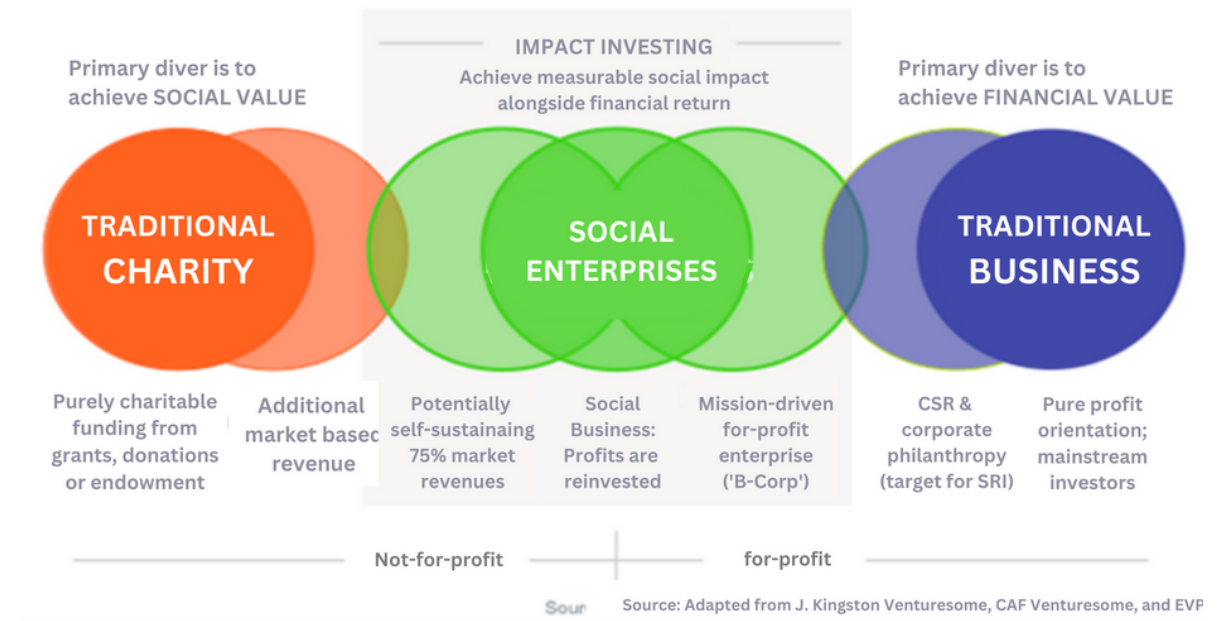 IMPACT INVESTING
Achieve measurable social impact
alongside financial return
Primary diver is to
achieve SOCIAL VALUE
Primary diver is to
achieve FINANCIAL VALUE
TRADITIONAL
CHARITY
SOCIAL
ENTERPRISES
TRADITIONAL
BUSINESS
Purely charitable
funding from
grants, donations
or endowment
Additional
market based
revenue
Potentially
self-sustainaing
75% market
revenues
Social
Business:
Profits are
reinvested
Mission-driven
for-profit
enterprise
('B-Corp')
CSR &
corporate
philanthropy
(target for SRI)
Pure profit
orientation;
mainstream
investors
Not-for-profit
for-profit
Sour
Source: Adapted from J. Kingston Venturesome, CAF Venturesome, and EVP